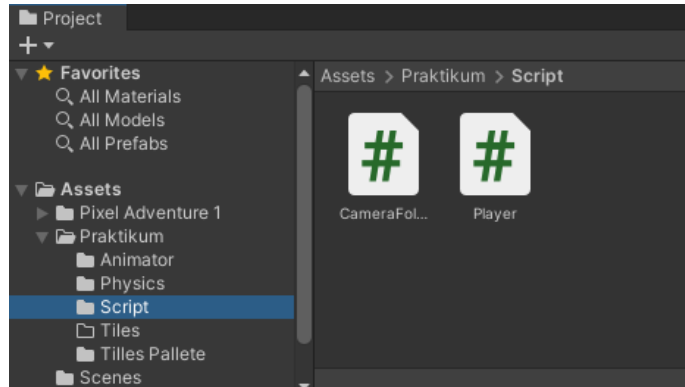 Project
Favorites
All Materials
All Models
All Prefabs
Assets
Pixel Adventure 1
Praktikum
Animator
Physics
Script
Tiles
Tilles Pallete
Scenes
Assets > Praktikum > Script
CameraFol...
Player